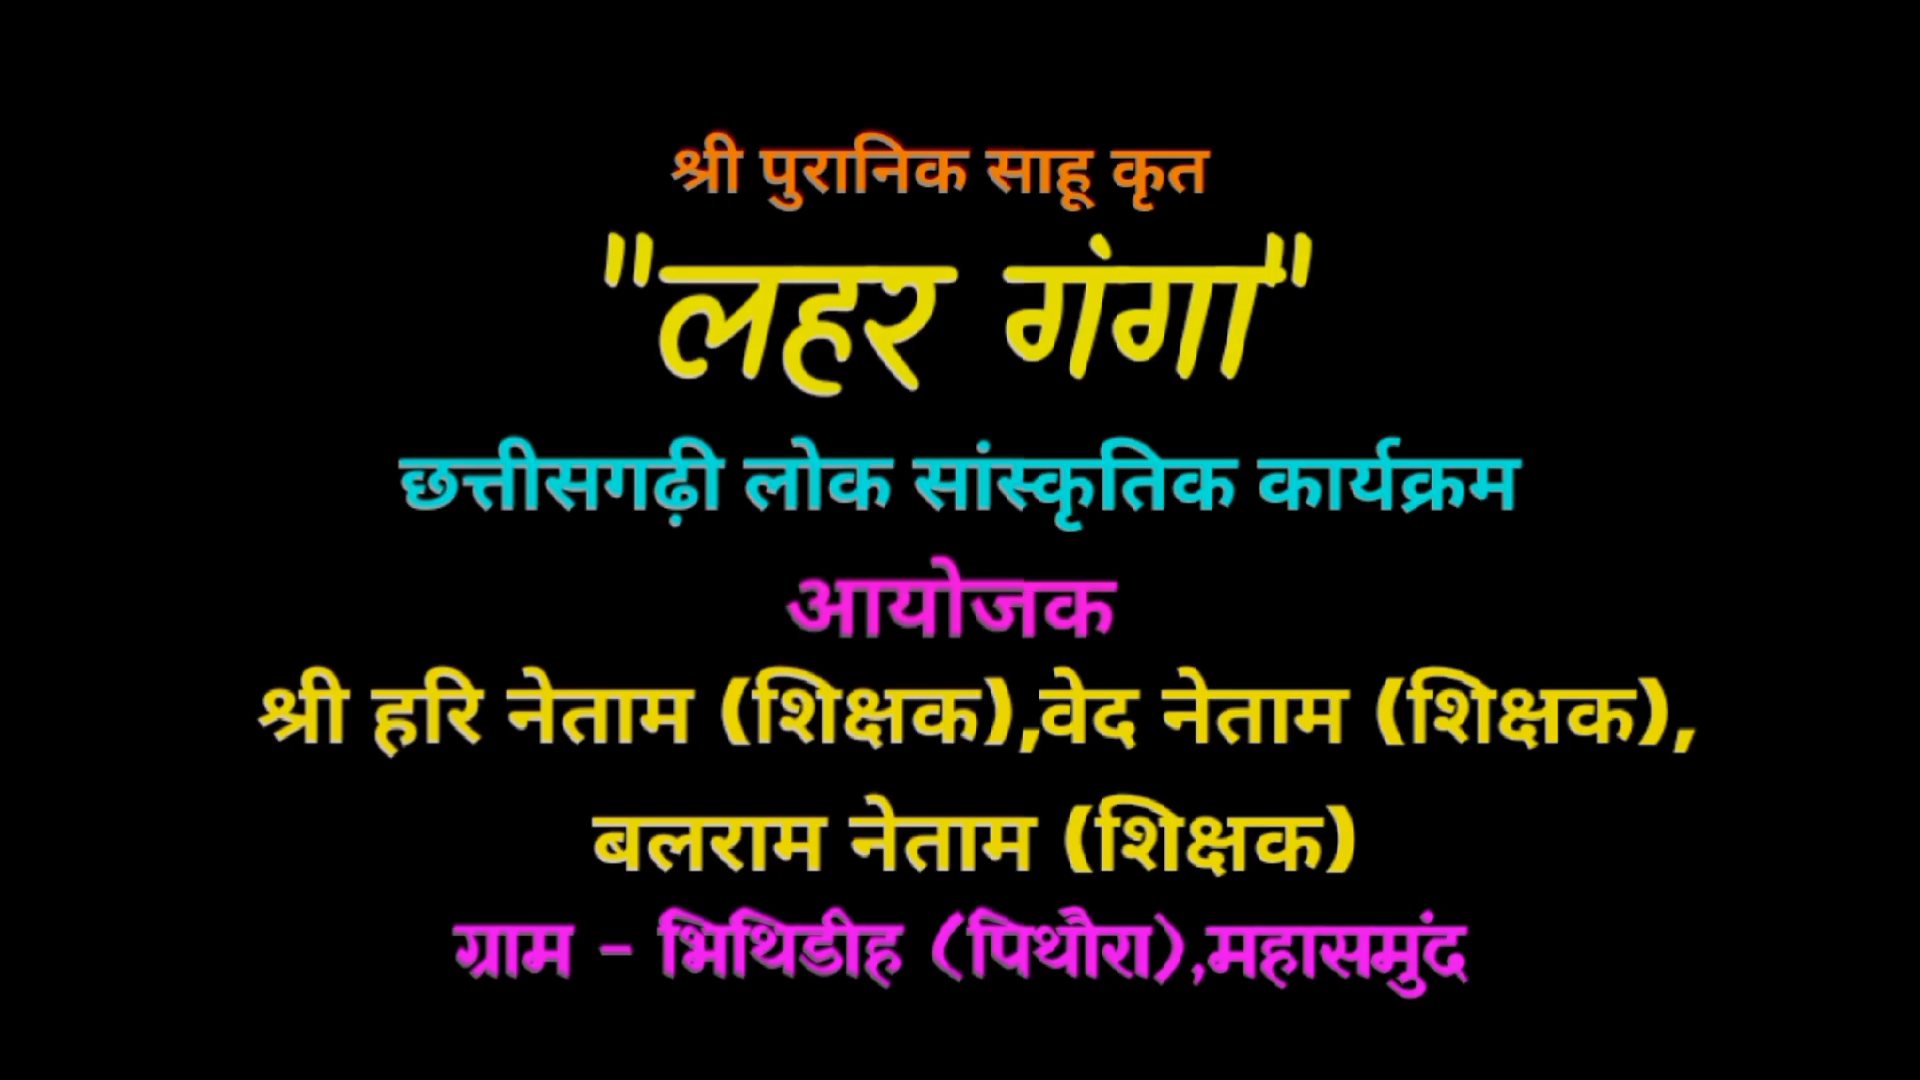 श्री पुरानिक साहू कृत
"लहर गंगा"
छत्तीसगढ़ी लोक सांस्कृतिक कार्यक्रम
आयोजक
श्री हरि नेताम (शिक्षक),वेद नेताम (शिक्षक),
बलराम नेताम (शिक्षक)
ग्राम - भिथिडीह (पिथौरा),महासमुंद